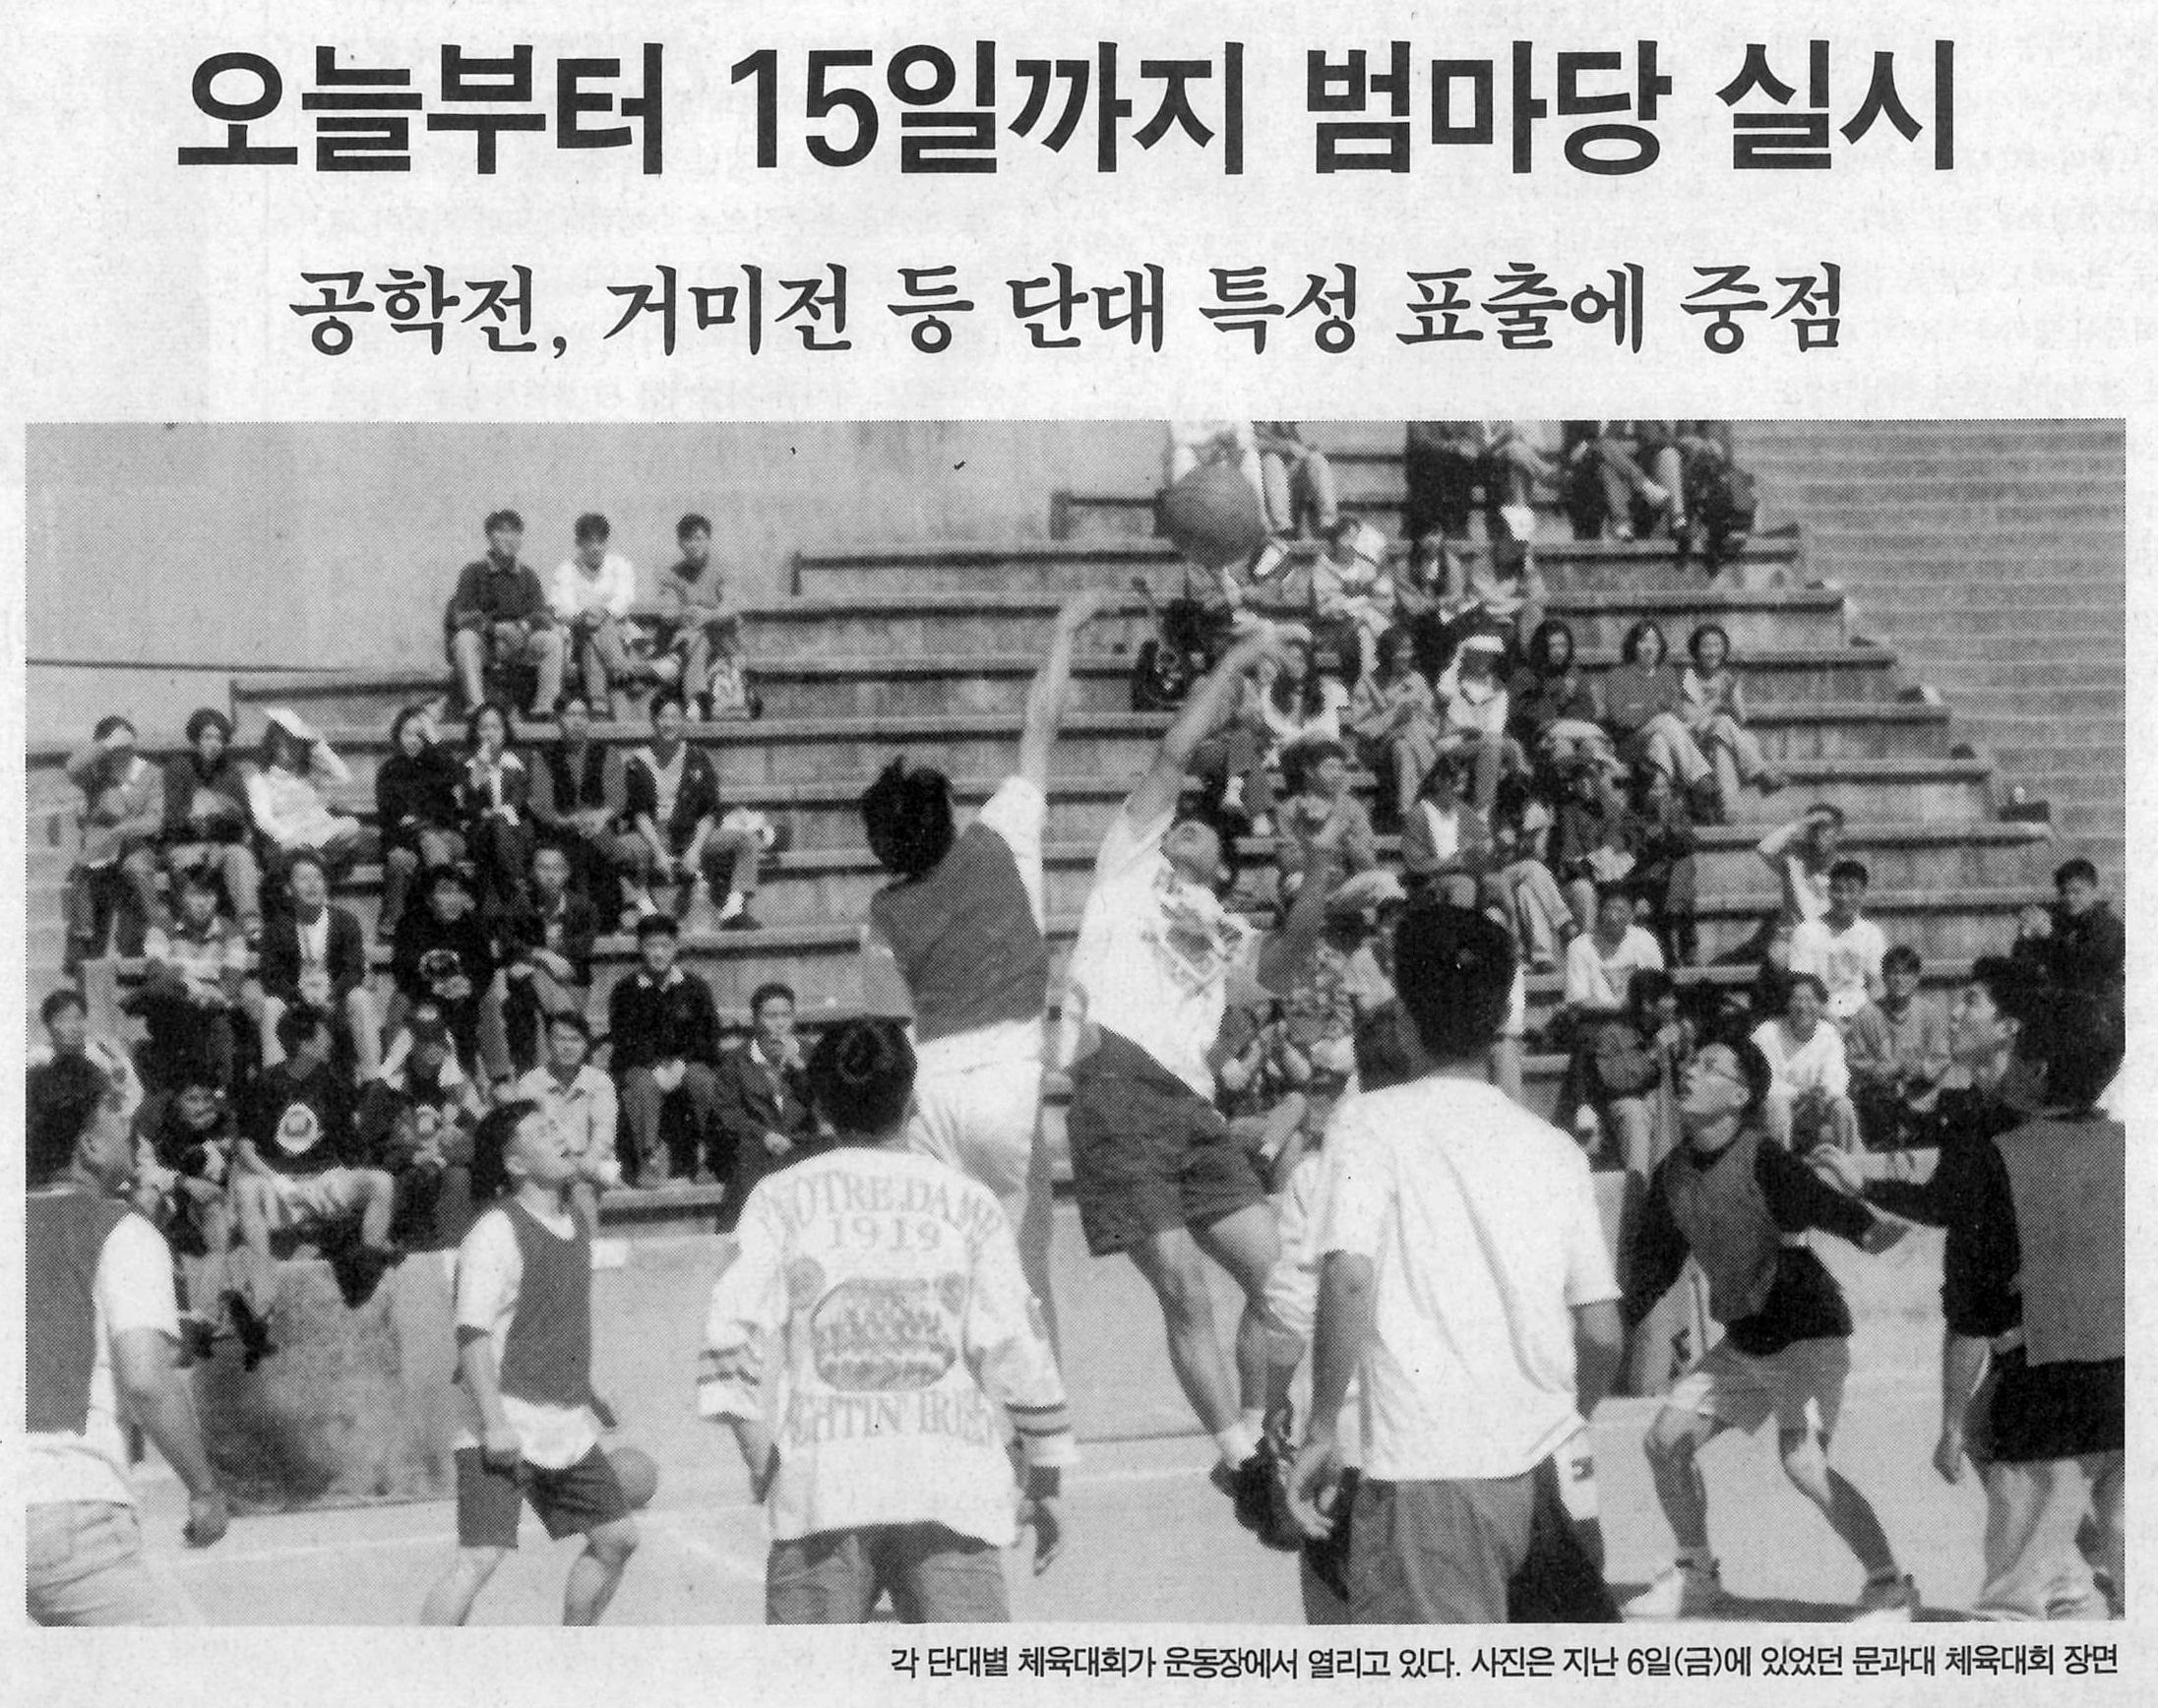 오늘부터 15일까지 범마당 실시
공학전, 거미전 등 단대 특성 표출에 중점
NOTRE DAME
1919
IRISH
각 단대별 체육대회가 운동장에서 열리고 있다. 사진은 지난 6일(금)에 있었던 문과대 체육대회 장면